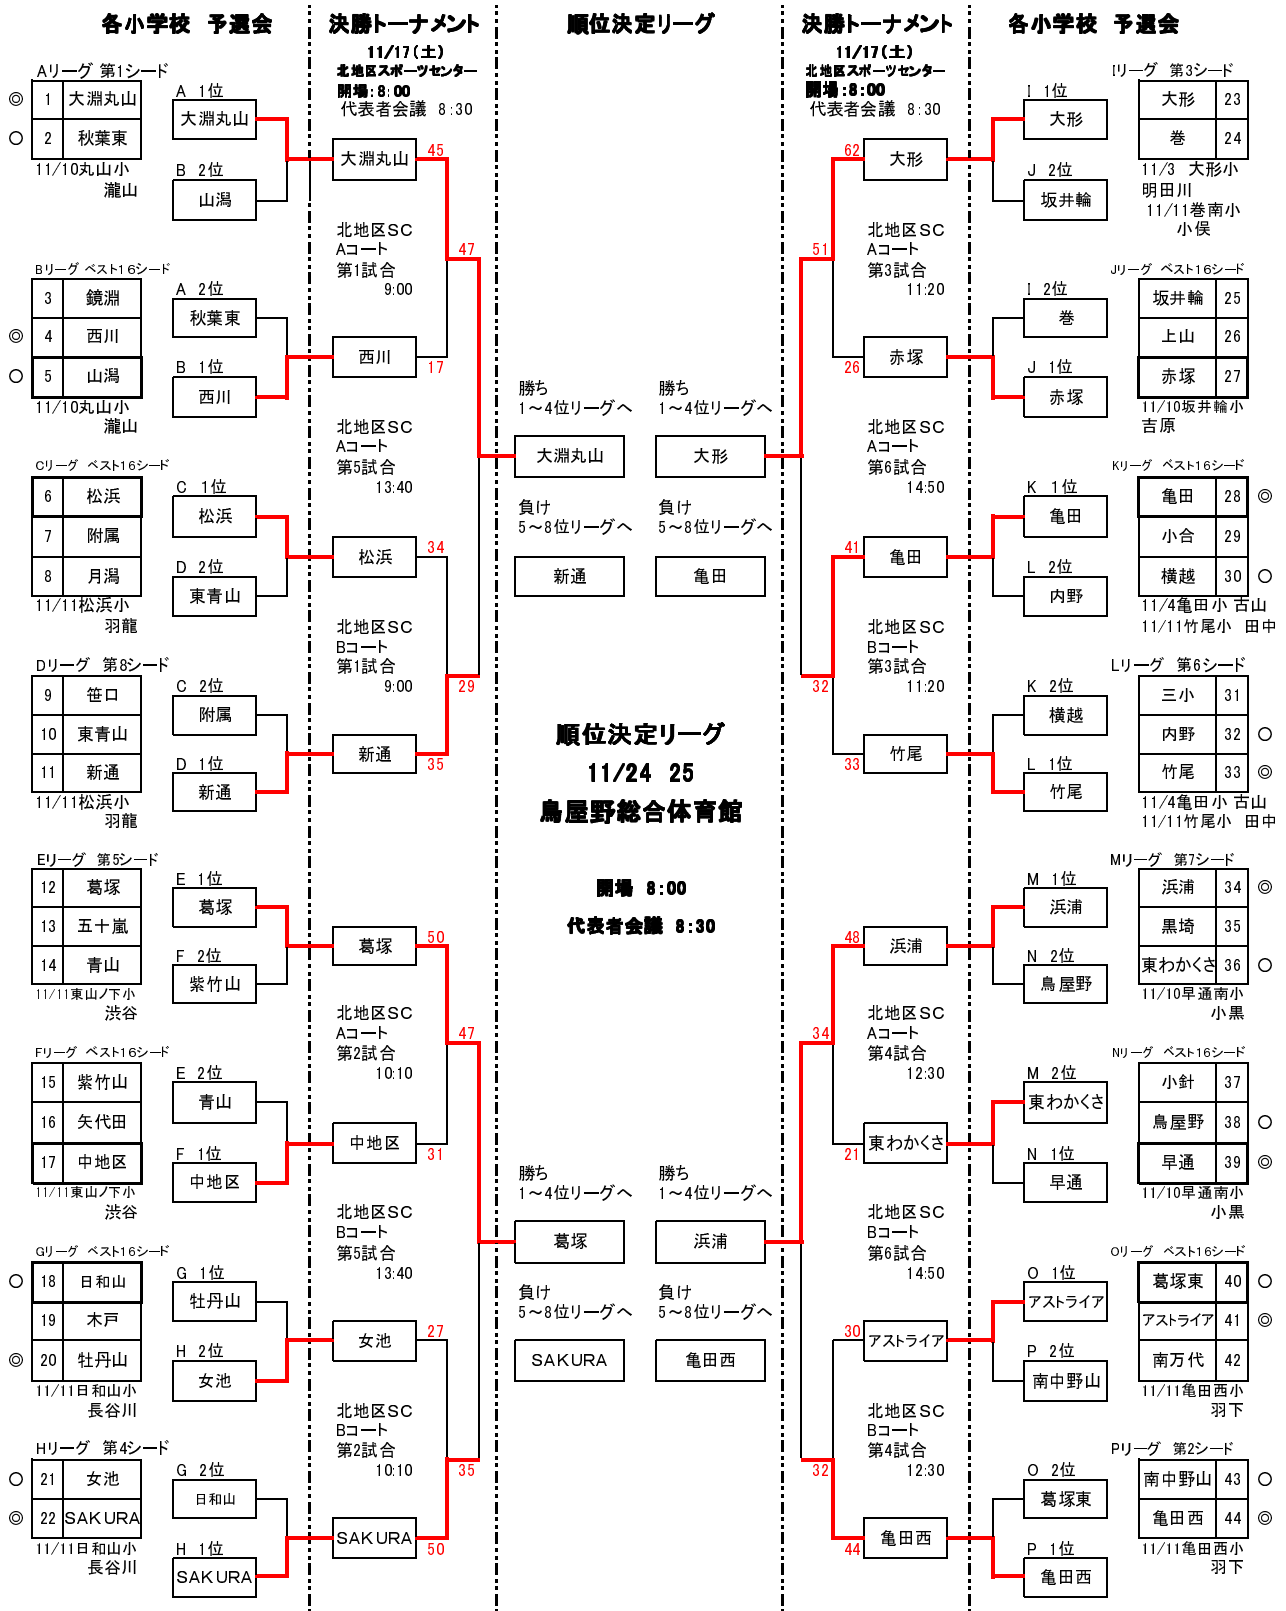 各小学校 予選会
決勝トーナメント
順位決定リーグ
決勝トーナメント
各小学校 予選会
11/17(土)
北地区スポーツセンター
開場:8:00
代表者会議 8:30
11/17(土)
北地区スポーツセンター
開場:8:00
代表者会議 8:30
Aリーグ 第1シード
◎ 1 大淵丸山
○ 2 秋葉東
11/10丸山小
瀧山
Bリーグ ベスト16シード
3 鏡淵
◎ 4 西川
○ 5 山潟
11/10丸山小
瀧山
Cリーグ ベスト16シード
6 松浜
7 附属
8 月潟
11/11松浜小
羽龍
Dリーグ 第8シード
9 笹口
10 東青山
11 新通
11/11松浜小
羽龍
Eリーグ 第5シード
12 葛塚
13 五十嵐
14 青山
11/11東山ノ下小
渋谷
Fリーグ ベスト16シード
15 紫竹山
16 矢代田
17 中地区
11/11東山ノ下小
渋谷
Gリーグ ベスト16シード
○ 18 日和山
19 木戸
◎ 20 牡丹山
11/11日和山小
長谷川
Hリーグ 第4シード
○ 21 女池
◎ 22 SAKURA
11/11日和山小
長谷川
A 1位
大淵丸山
B 2位
山潟
A 2位
秋葉東
B 1位
西川
C 1位
松浜
D 2位
東青山
C 2位
附属
D 1位
新通
E 1位
葛塚
F 2位
紫竹山
E 2位
青山
F 1位
中地区
G 1位
牡丹山
H 2位
女池
G 2位
日和山
H 1位
SAKURA
大淵丸山 45
北地区SC
Aコート
第1試合
9:00
47
西川 17
北地区SC
Aコート
第5試合
13:40
松浜 34
北地区SC
Bコート
第1試合
9:00
29
新通 35
葛塚 50
北地区SC
Aコート
第2試合
10:10
47
中地区 31
北地区SC
Bコート
第5試合
13:40
女池 27
北地区SC
Bコート
第2試合
10:10
35
SAKURA 50
勝ち
1~4位リーグへ
大淵丸山
負け
5~8位リーグへ
新通
勝ち
1~4位リーグへ
大形
負け
5~8位リーグへ
亀田
順位決定リーグ
11/24 25
鳥屋野総合体育館
開場 8:00
代表者会議 8:30
勝ち
1~4位リーグへ
葛塚
負け
5~8位リーグへ
SAKURA
勝ち
1~4位リーグへ
浜浦
負け
5~8位リーグへ
亀田西
62 大形
北地区SC
Aコート
第3試合
11:20
51
26 赤塚
北地区SC
Aコート
第6試合
14:50
41 亀田
北地区SC
Bコート
第3試合
11:20
32
33 竹尾
48 浜浦
北地区SC
Aコート
第4試合
12:30
34
21 東わかくさ
北地区SC
Bコート
第6試合
14:50
30 アストライア
北地区SC
Bコート
第4試合
12:30
32
44 亀田西
I 1位
大形
J 2位
坂井輪
I 2位
巻
J 1位
赤塚
K 1位
亀田
L 2位
内野
K 2位
横越
L 1位
竹尾
M 1位
浜浦
N 2位
鳥屋野
M 2位
東わかくさ
N 1位
早通
O 1位
アストライア
P 2位
南中野山
O 2位
葛塚東
P 1位
亀田西
Iリーグ 第3シード
大形 23
巻 24
11/3 大形小
明田川
11/11巻南小
小俣
Jリーグ ベスト16シード
坂井輪 25
上山 26
赤塚 27
11/10坂井輪小
吉原
Kリーグ ベスト16シード
亀田 28 ◎
小合 29
横越 30 ○
11/4亀田小 古山
11/11竹尾小 田中
Lリーグ 第6シード
三小 31
内野 32 ○
竹尾 33 ◎
11/4亀田小 古山
11/11竹尾小 田中
Mリーグ 第7シード
浜浦 34 ◎
黒埼 35
東わかくさ 36 ○
11/10早通南小
小黒
Nリーグ ベスト16シード
小針 37
鳥屋野 38 ○
早通 39 ◎
11/10早通南小
小黒
Oリーグ ベスト16シード
葛塚東 40 ○
アストライア 41 ◎
南万代 42
11/11亀田西小
羽下
Pリーグ 第2シード
南中野山 43 ○
亀田西 44 ◎
11/11亀田西小
羽下